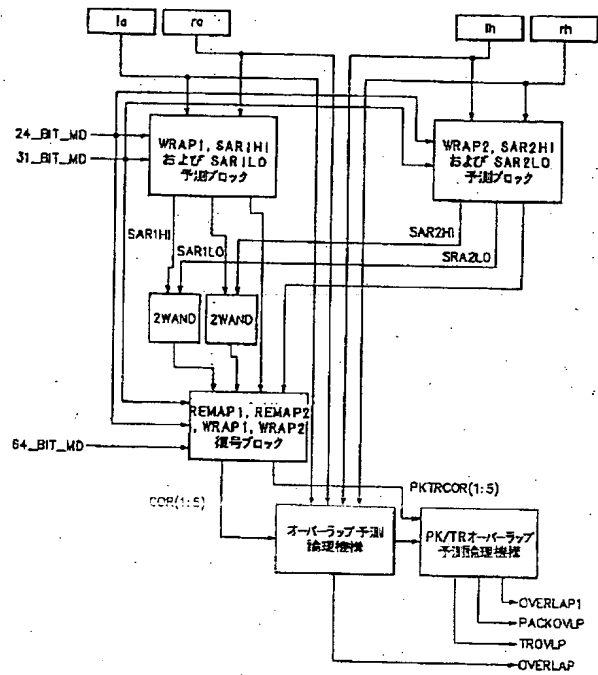 la
ra
lh
rh
24_BIT_MD
31_BIT_MD
WRAP1, SAR1HI
および SAR1LO
予測ブロック
WRAP2, SAR2HI
および SAR2LO
予測ブロック
SAR1HI
SAR1LO
SAR2HI
SRA2LO
2WAND
2WAND
REMAP1, REMAP2
, WRAP1, WRAP2
復号ブロック
64_BIT_MD
COR(1:5)
PKTRCOR(1:5)
オーバーラップ予測
論理機構
PK/TRオーバーラップ
予測論理機構
OVERLAP1
PACKOVLP
TROVLP
OVERLAP